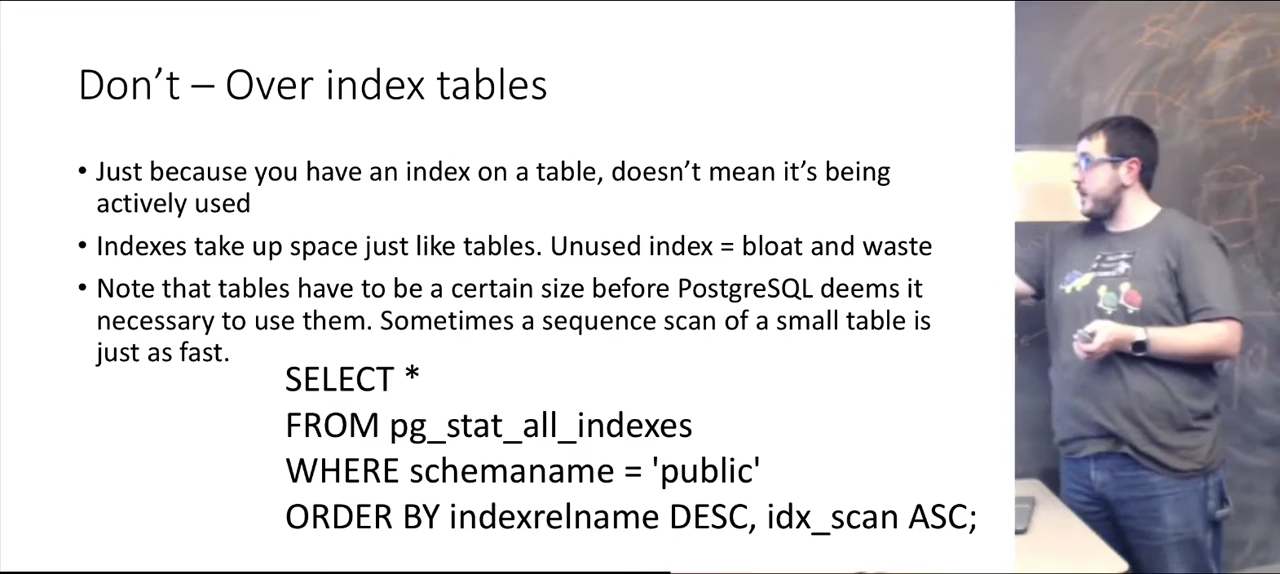 Don’t – Over index tables
• Just because you have an index on a table, doesn’t mean it’s being
actively used
• Indexes take up space just like tables. Unused index = bloat and waste
• Note that tables have to be a certain size before PostgreSQL deems it
necessary to use them. Sometimes a sequence scan of a small table is
just as fast.
SELECT *
FROM pg_stat_all_indexes
WHERE schemaname = 'public'
ORDER BY indexrelname DESC, idx_scan ASC;